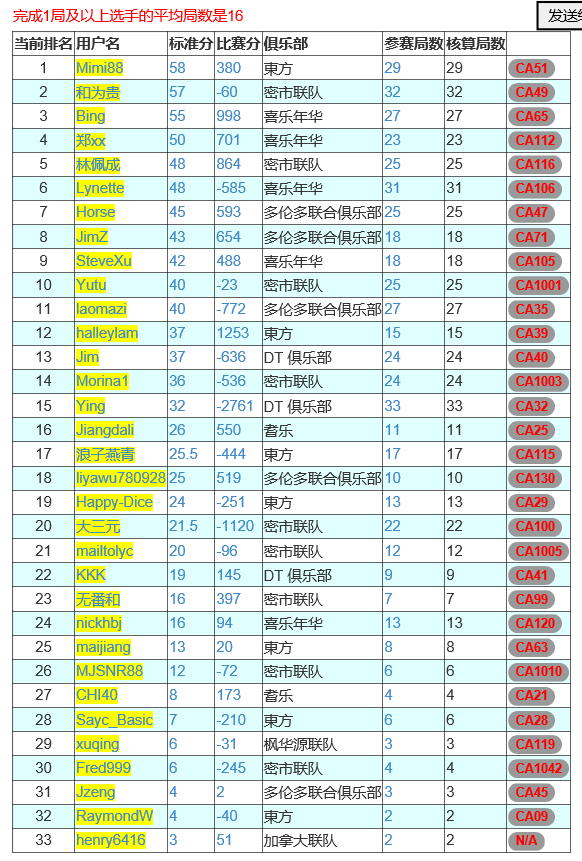 完成1局及以上选手的平均局数是16
发送
当前排名 用户名 标准分 比赛分 俱乐部 参赛局数 核算局数
1 Mimi88 58 380 東方 29 29 CA51
2 和为贵 57 -60 密市联队 32 32 CA49
3 Bing 55 998 喜乐年华 27 27 CA65
4 郑xx 50 701 喜乐年华 23 23 CA112
5 林佩成 48 864 密市联队 25 25 CA116
6 Lynette 48 -585 喜乐年华 31 31 CA106
7 Horse 45 593 多伦多联合俱乐部 25 25 CA47
8 JimZ 43 654 多伦多联合俱乐部 18 18 CA71
9 SteveXu 42 488 喜乐年华 18 18 CA105
10 Yutu 40 -23 密市联队 25 25 CA1001
11 laomazi 40 -772 多伦多联合俱乐部 27 27 CA35
12 halleylam 37 1253 東方 15 15 CA39
13 Jim 37 -636 DT 俱乐部 24 24 CA40
14 Morina1 36 -536 密市联队 24 24 CA1003
15 Ying 32 -2761 DT 俱乐部 33 33 CA32
16 Jiangdali 26 550 耆乐 11 11 CA25
17 浪子燕青 25.5 -444 東方 17 17 CA115
18 liyawu780928 25 519 多伦多联合俱乐部 10 10 CA130
19 Happy-Dice 24 -251 東方 13 13 CA29
20 大三元 21.5 -1120 密市联队 22 22 CA100
21 mailtolyc 20 -96 密市联队 12 12 CA1005
22 KKK 19 145 DT 俱乐部 9 9 CA41
23 无番和 16 397 密市联队 7 7 CA99
24 nickhbj 16 94 喜乐年华 13 13 CA120
25 maijiang 13 20 東方 8 8 CA63
26 MJSNR88 12 -72 密市联队 6 6 CA1010
27 CHI40 8 173 耆乐 4 4 CA21
28 Sayc_Basic 7 -210 東方 6 6 CA28
29 xuqing 6 -31 枫华源联队 3 3 CA119
30 Fred999 6 -245 密市联队 4 4 CA1042
31 Jzeng 4 2 多伦多联合俱乐部 3 3 CA45
32 RaymondW 4 -40 東方 2 2 CA09
33 henry6416 3 51 加拿大联队 2 2 N/A